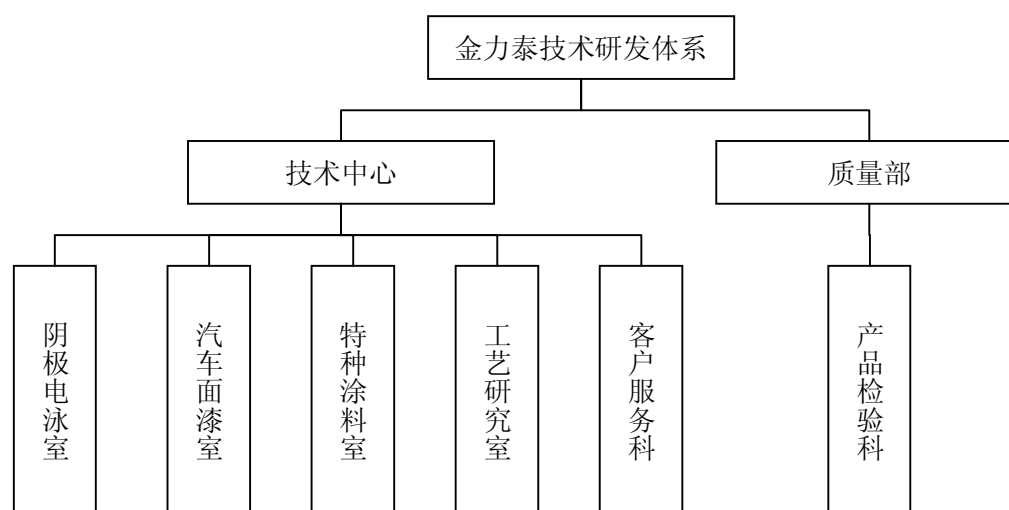 金力泰技术研发体系
技术中心
质量部
阴极电泳室
汽车面漆室
特种涂料室
工艺研究室
客户服务科
产品检验科